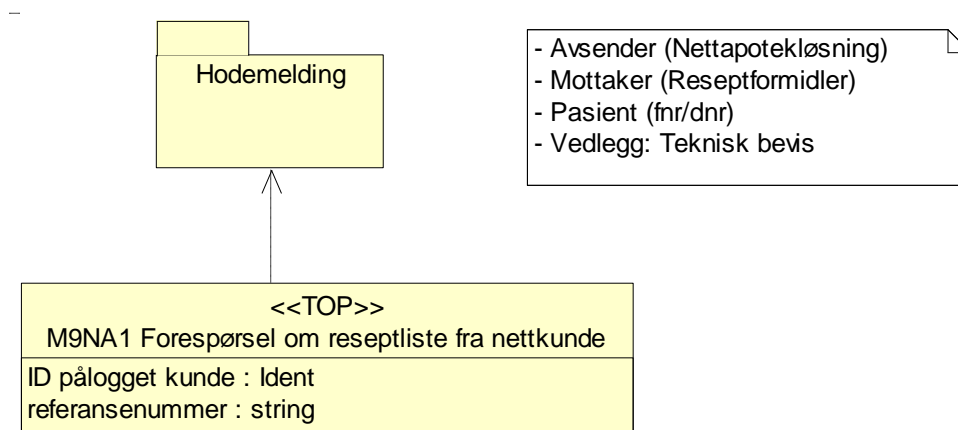 Hodemelding
- Avsender (Nettapotekløsning)
- Mottaker (Reseptformidler)
- Pasient (fnr/dnr)
- Vedlegg: Teknisk bevis
<<TOP>>
M9NA1 Forespørsel om reseptliste fra nettkunde
ID pålogget kunde : Ident
referansenummer : string